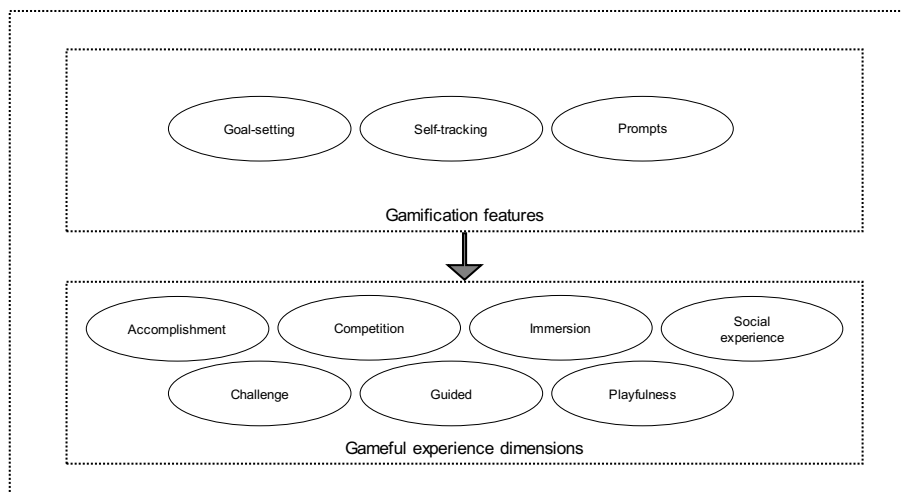 Goal-setting
Self-tracking
Prompts
Gamification features
Accomplishment
Competition
Immersion
Social
experience
Challenge
Guided
Playfulness
Gameful experience dimensions